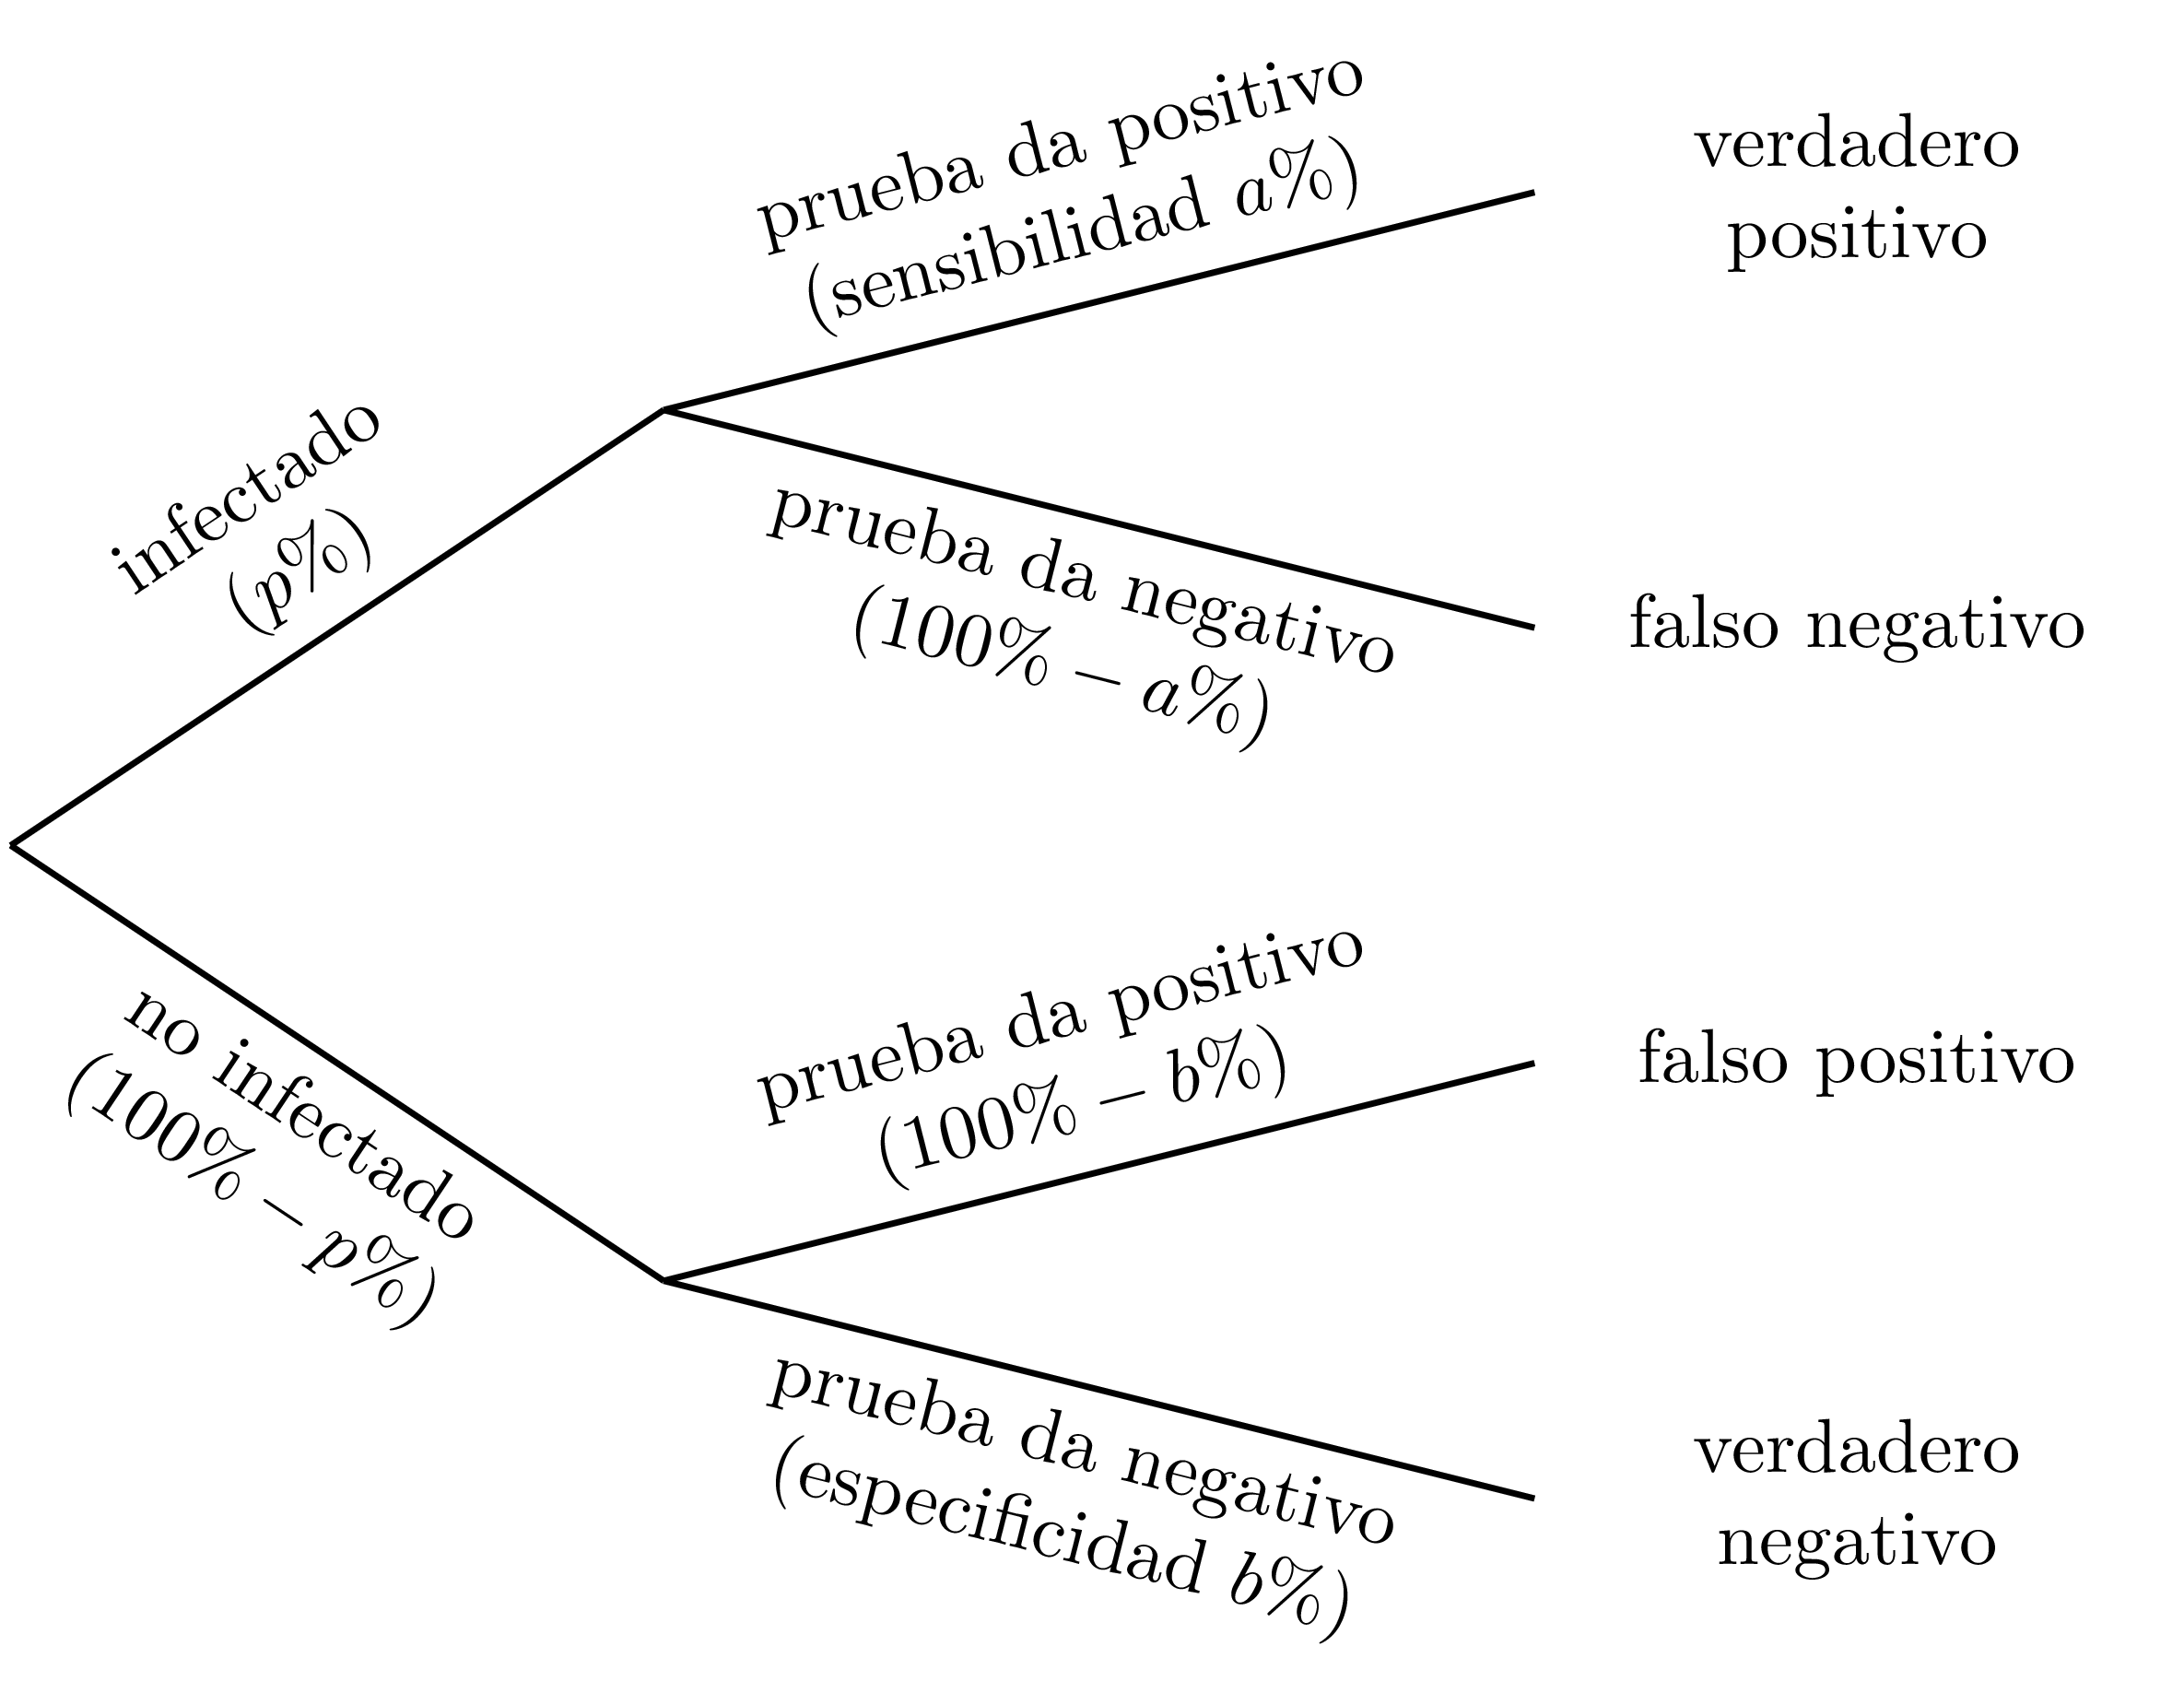 prueba da positivo
(sensibilidad a%)
verdadero
positivo
infectado
(p%)
prueba da negativo
(100% − a%)
falso negativo
no infectado
(100% − p%)
prueba da positivo
(100% − b%)
falso positivo
prueba da negativo
(especificidad b%)
verdadero
negativo